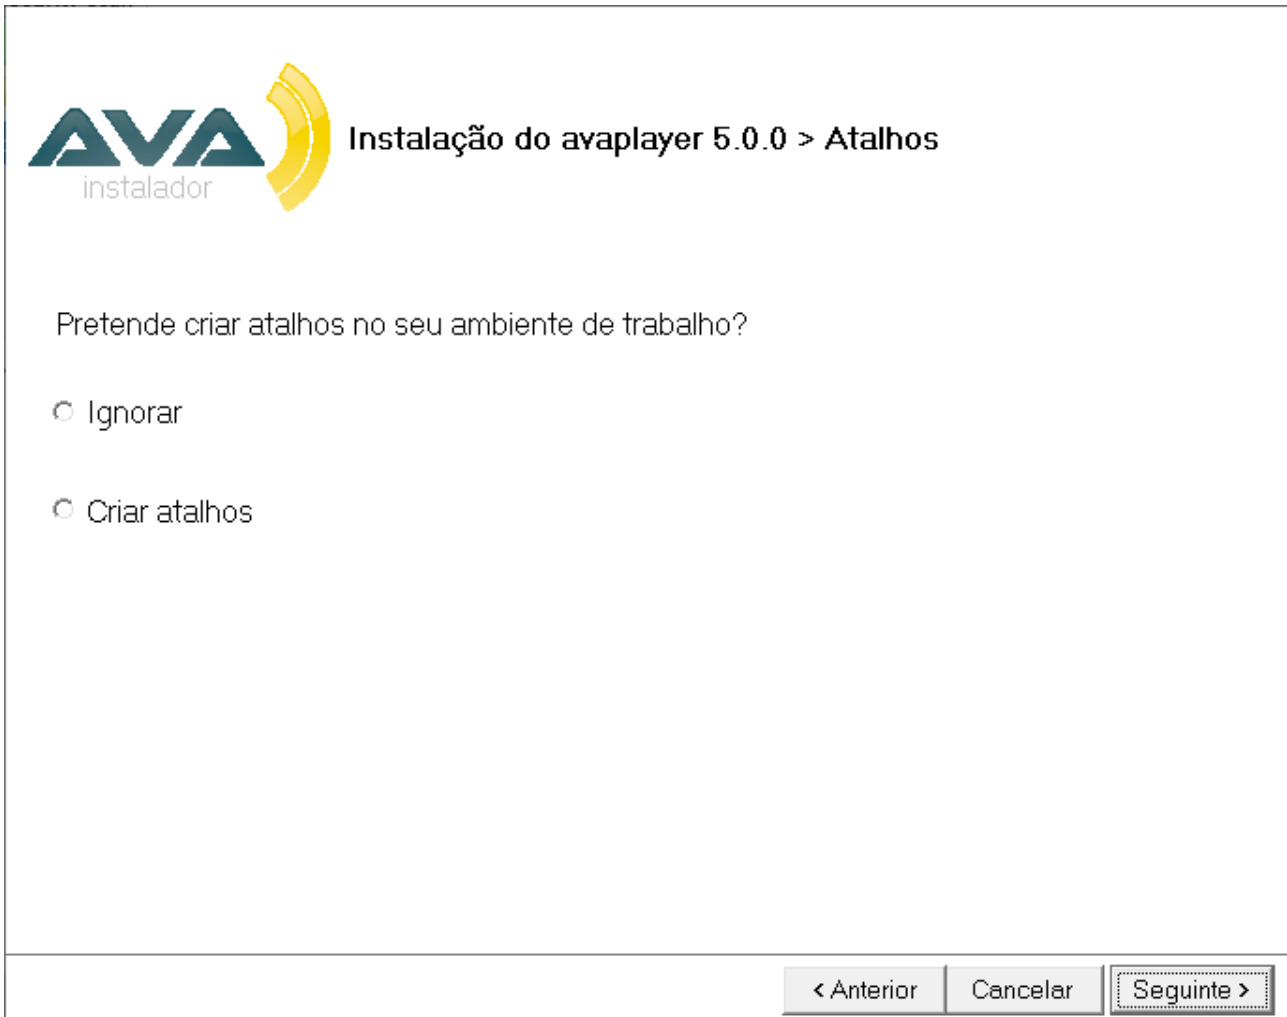 AVA
instalador
Instalação do avaplayer 5.0.0 > Atalhos
Pretende criar atalhos no seu ambiente de trabalho?
Ignorar
Criar atalhos
< Anterior
Cancelar
Seguinte >